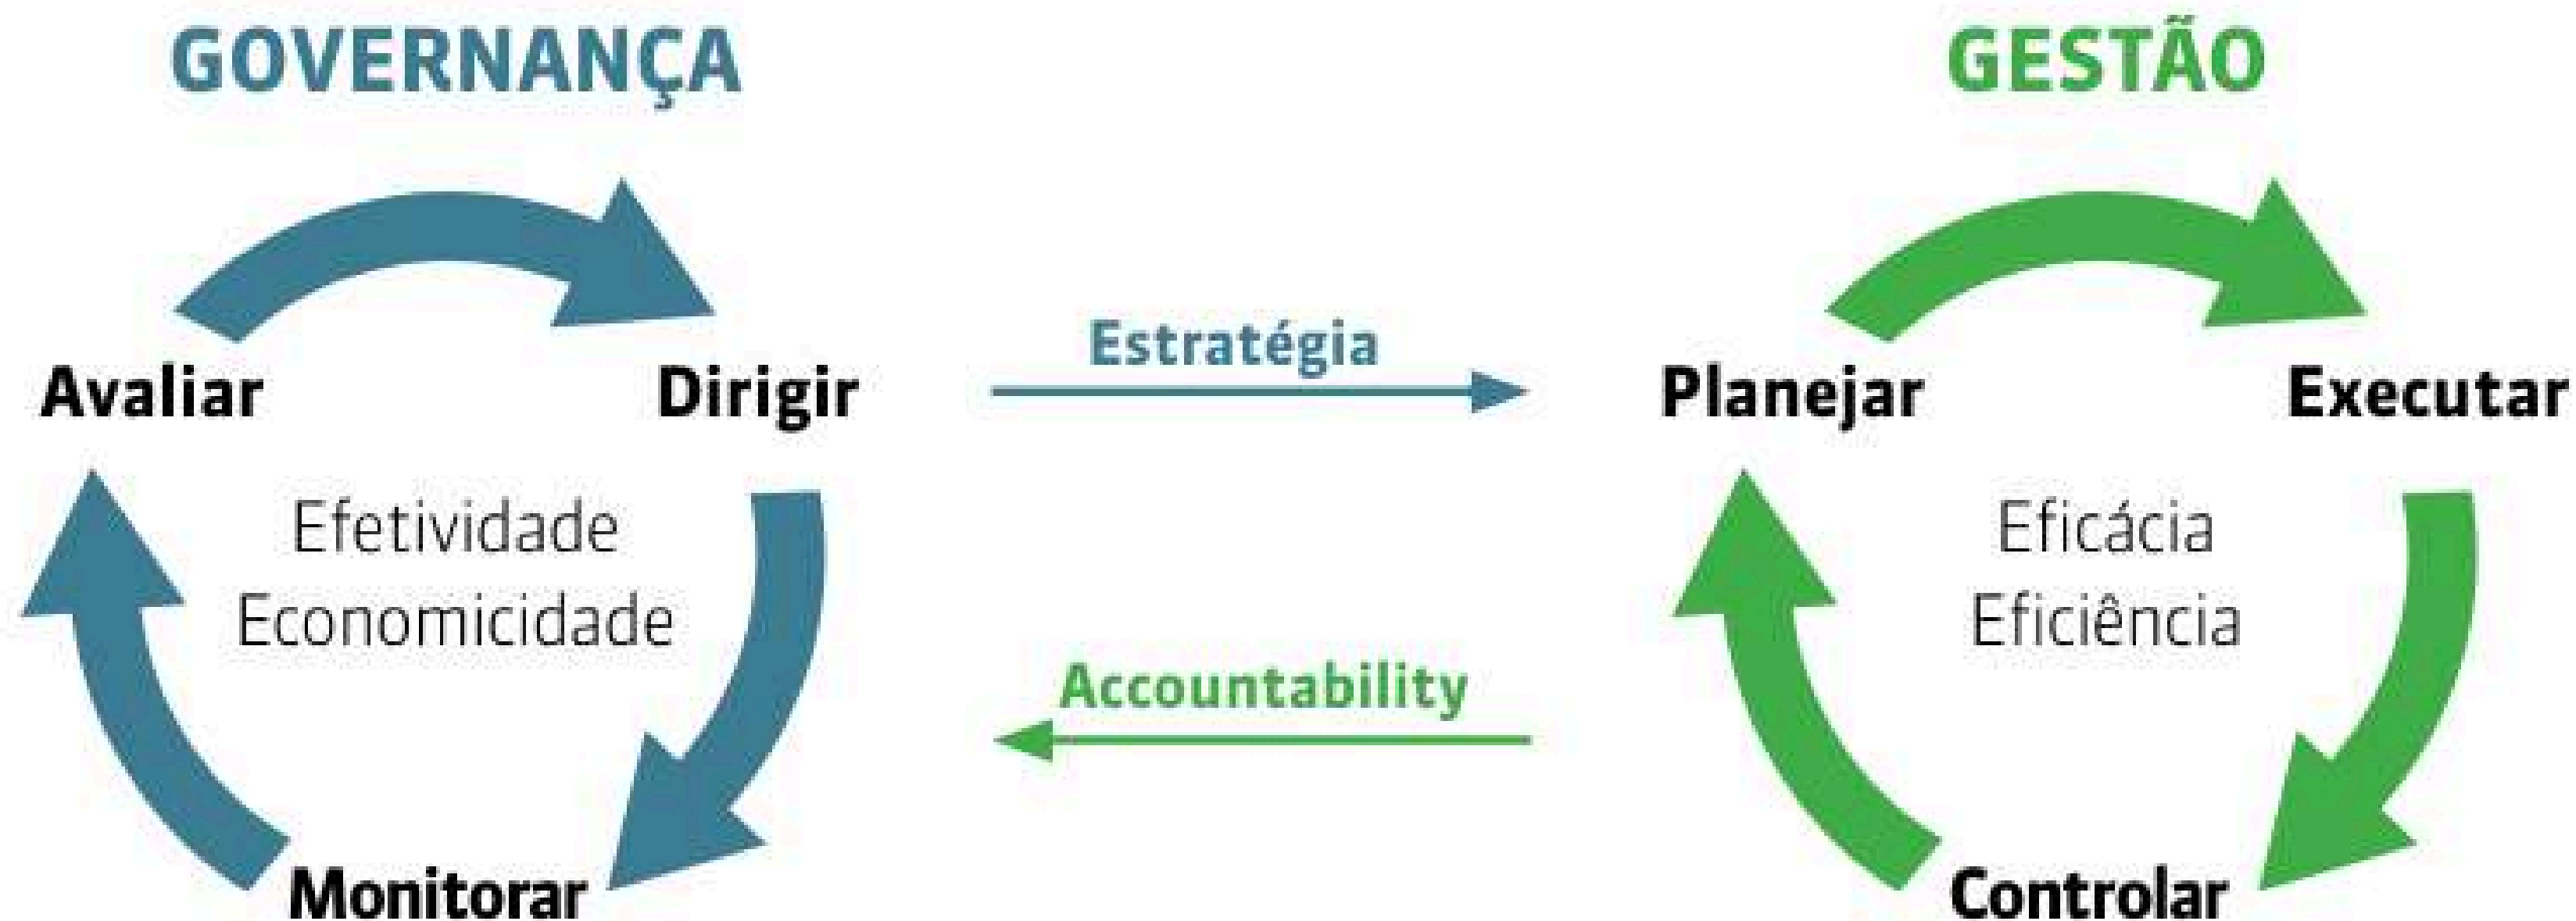 GOVERNANÇA
GESTÃO
Estratégia
Avaliar
Dirigir
Planejar
Executar
Efetividade
Economicidade
Eficácia
Eficiência
Accountability
Monitorar
Controlar